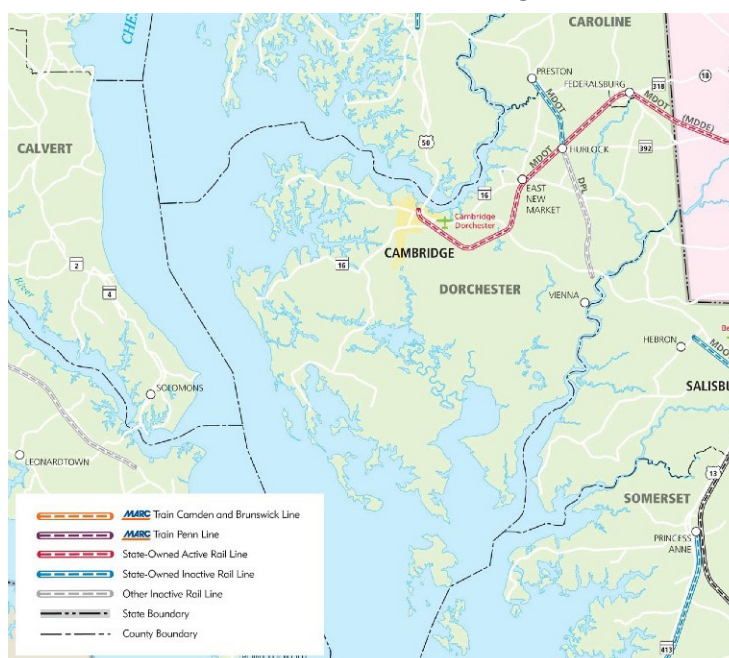 CAROLINE
CHES
PRESTON
FEDERALSBURG
318
18
MDOT
MDOT
(MDDE)
CALVERT
50
MDOT
HURLOCK
392
DPL
16
EAST
NEW
MARKET
Cambridge
Dorchester
2
CAMBRIDGE
16
DORCHESTER
River
4
VIENNA
HEBRON
Be
MDOT
SALISBU
SOLOMONS
LEONARDTOWN
13
SOMERSET
PRINCESS
ANNE
MARC Train Camden and Brunswick Line
MARC Train Penn Line
State-Owned Active Rail Line
State-Owned Inactive Rail Line
Other Inactive Rail Line
State Boundary
County Boundary
413